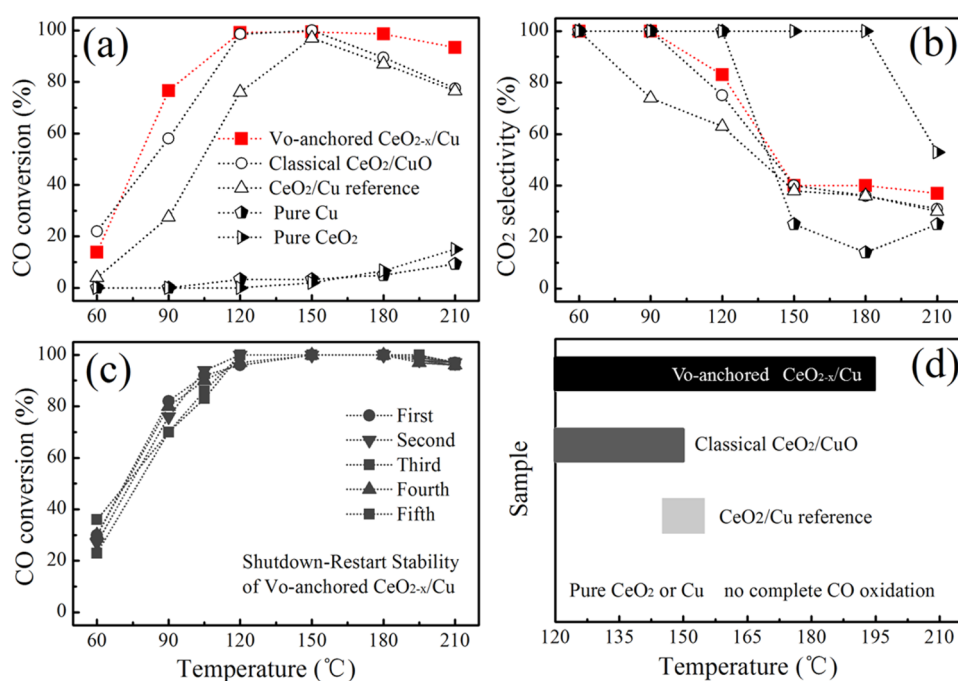 (a)
CO conversion (%)
100
80
60
40
20
0
Vo-anchored CeO2-x/Cu
Classical CeO2/CuO
CeO2/Cu reference
Pure Cu
Pure CeO2
60 90 120 150 180 210
(b)
CO2 selectivity (%)
100
80
60
40
20
0
60 90 120 150 180 210
(c)
CO conversion (%)
100
80
60
40
20
0
First
Second
Third
Fourth
Fifth
Shutdown-Restart Stability
of Vo-anchored CeO2-x/Cu
60 90 120 150 180 210
Temperature (℃)
(d)
Sample
Vo-anchored CeO2-x/Cu
Classical CeO2/CuO
CeO2/Cu reference
Pure CeO2 or Cu no complete CO oxidation
120 135 150 165 180 195 210
Temperature (℃)